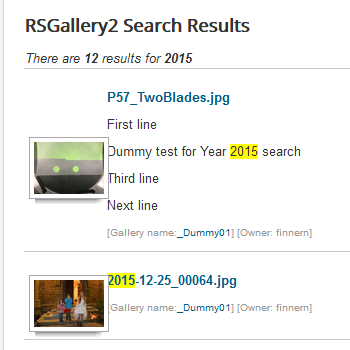 RSGallery2 Search Results
There are 12 results for 2015
P57_TwoBlades.jpg
First line
Dummy test for Year 2015 search
Third line
Next line
[Gallery name:_Dummy01] [Owner: finnern]
2015-12-25_00064.jpg
[Gallery name:_Dummy01] [Owner: finnern]